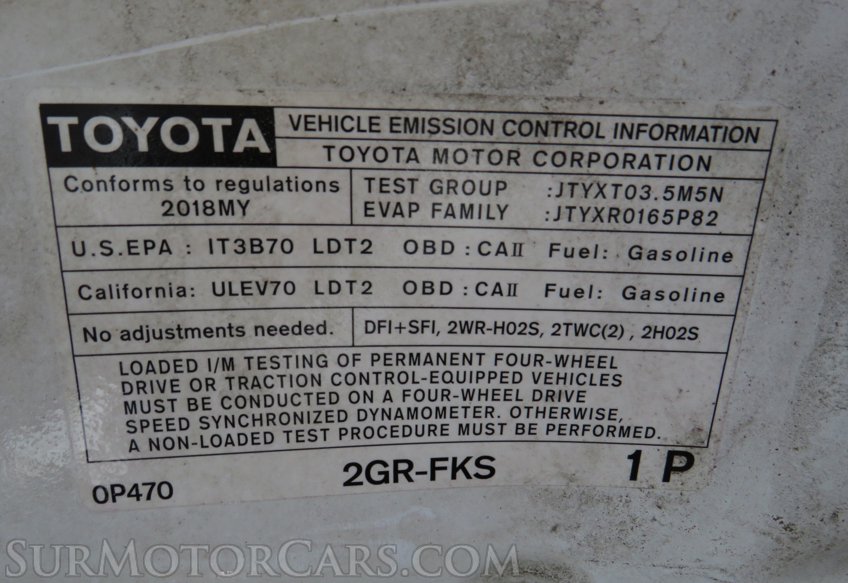 TOYOTA
VEHICLE EMISSION CONTROL INFORMATION
TOYOTA MOTOR CORPORATION
Conforms to regulations
2018MY
TEST GROUP :JTYXT03.5M5N
EVAP FAMILY :JTYXR0165P82
U.S.EPA : IT3B70 LDT2 OBD : CAII Fuel: Gasoline
California: ULEV70 LDT2 OBD : CAII Fuel: Gasoline
No adjustments needed.
DFI+SFI, 2WR-HO2S, 2TWC(2) , 2HO2S
LOADED I/M TESTING OF PERMANENT FOUR-WHEEL
DRIVE OR TRACTION CONTROL-EQUIPPED VEHICLES
MUST BE CONDUCTED ON A FOUR-WHEEL DRIVE
SPEED SYNCHRONIZED DYNAMOMETER. OTHERWISE,
A NON-LOADED TEST PROCEDURE MUST BE PERFORMED.
0P470 2GR-FKS 1 P
SURMOTORCARS.COM